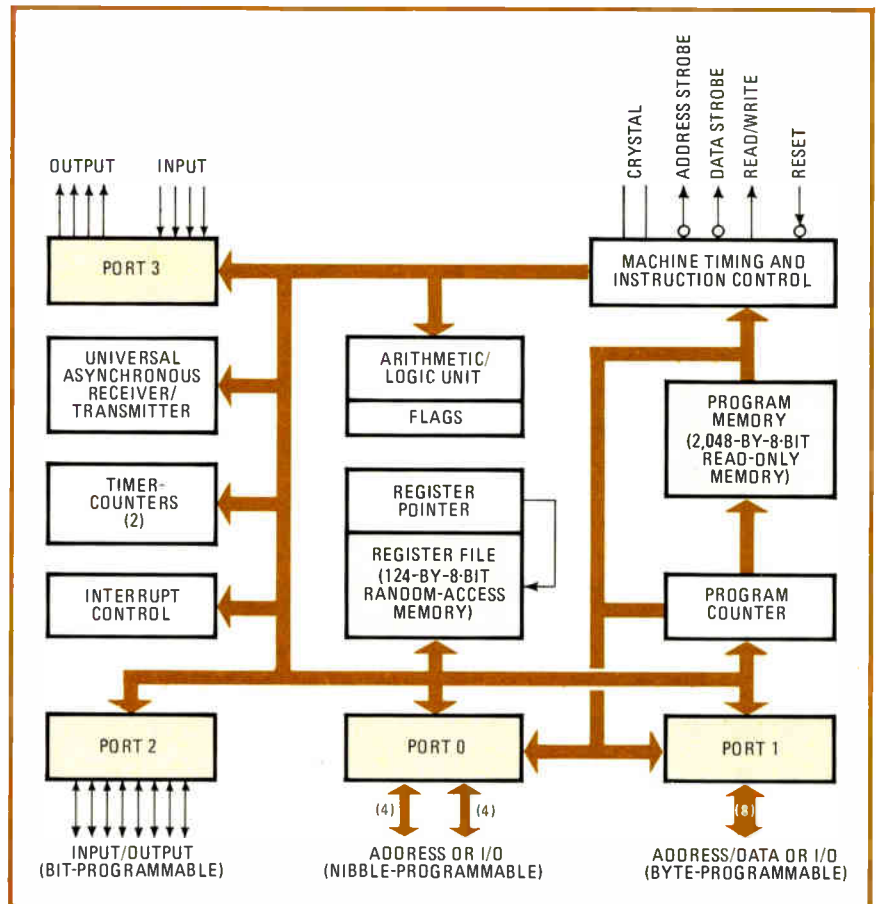 OUTPUT
INPUT
CRYSTAL
ADDRESS STROBE
DATA STROBE
READ/WRITE
RESET
PORT 3
MACHINE TIMING AND
INSTRUCTION CONTROL
UNIVERSAL
ASYNCHRONOUS
RECEIVER/
TRANSMITTER
ARITHMETIC/
LOGIC UNIT
FLAGS
PROGRAM
MEMORY
(2,048-BY-8-BIT
READ-ONLY
MEMORY)
TIMER-
COUNTERS
(2)
REGISTER
POINTER
REGISTER FILE
(124-BY-8-BIT
RANDOM-ACCESS
MEMORY)
INTERRUPT
CONTROL
PROGRAM
COUNTER
PORT 2
PORT 0
PORT 1
(4)
(4)
(8)
INPUT/OUTPUT
(BIT-PROGRAMMABLE)
ADDRESS OR I/O
(NIBBLE-PROGRAMMABLE)
ADDRESS/DATA OR I/O
(BYTE-PROGRAMMABLE)